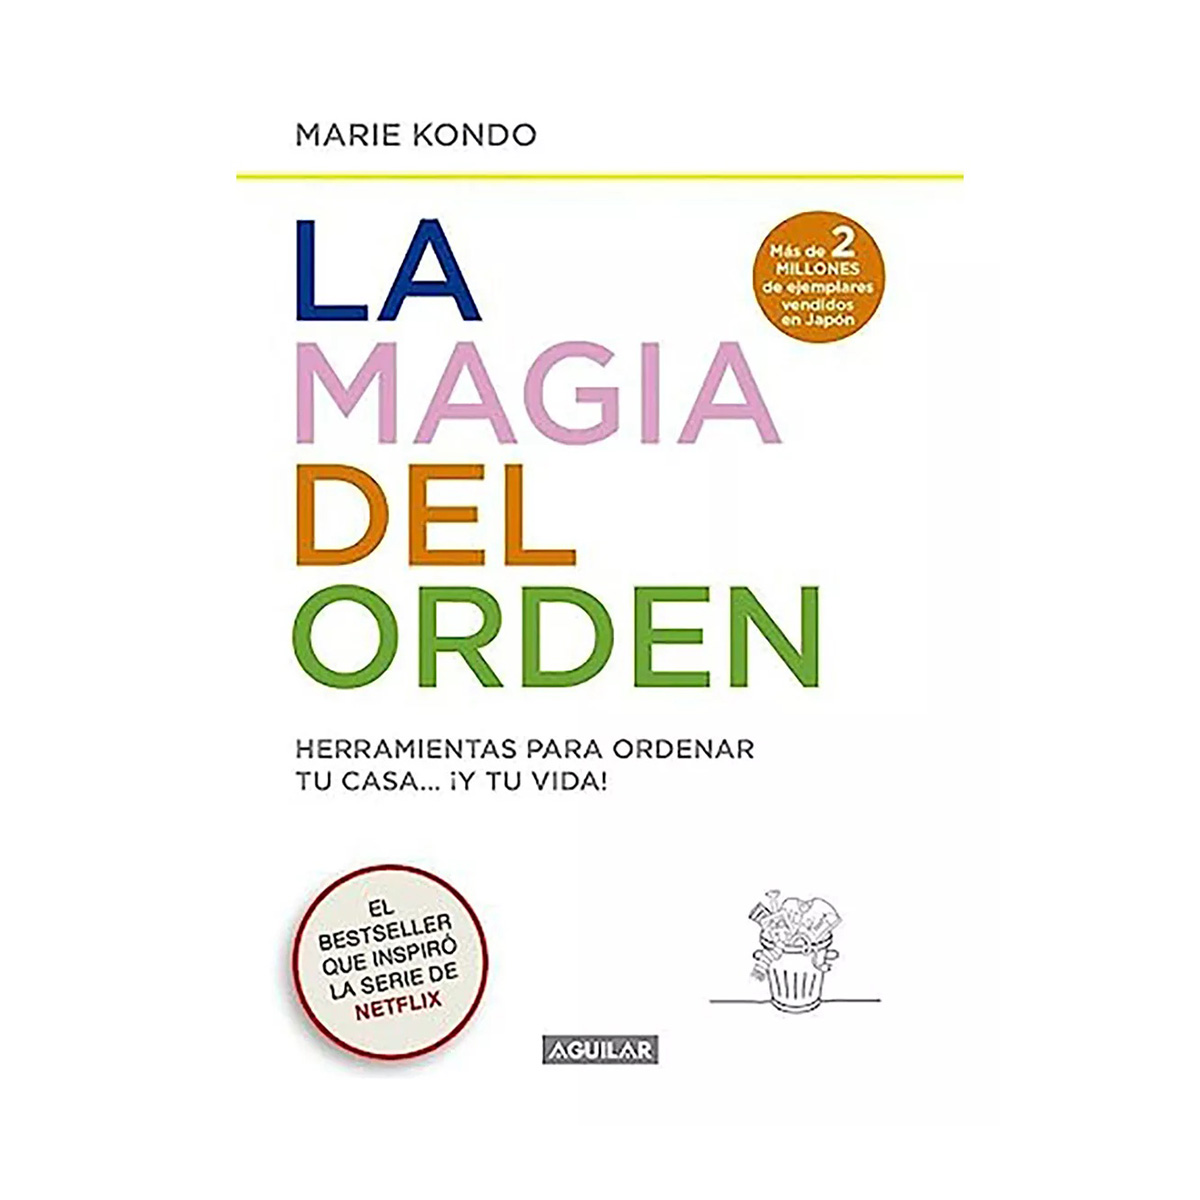 MARIE KONDO
LA
MAGIA
DEL
ORDEN
Más de 2
MILLONES
de ejemplares
vendidos
en Japón
HERRAMIENTAS PARA ORDENAR
TU CASA... ¡Y TU VIDA!
EL
BESTSELLER
QUE INSPIRÓ
LA SERIE DE
NETFLIX
AGUILAR